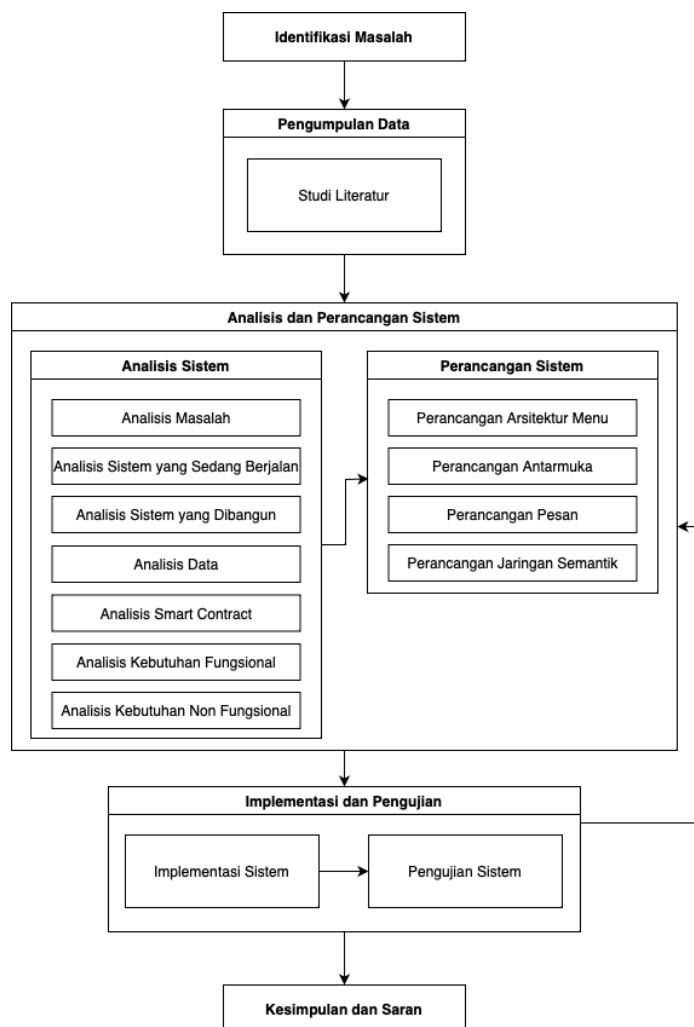 Identifikasi Masalah
Pengumpulan Data
Studi Literatur
Analisis dan Perancangan Sistem
Analisis Sistem
Analisis Masalah
Analisis Sistem yang Sedang Berjalan
Analisis Sistem yang Dibangun
Analisis Data
Analisis Smart Contract
Analisis Kebutuhan Fungsional
Analisis Kebutuhan Non Fungsional
Perancangan Sistem
Perancangan Arsitektur Menu
Perancangan Antarmuka
Perancangan Pesan
Perancangan Jaringan Semantik
Implementasi dan Pengujian
Implementasi Sistem
Pengujian Sistem
Kesimpulan dan Saran